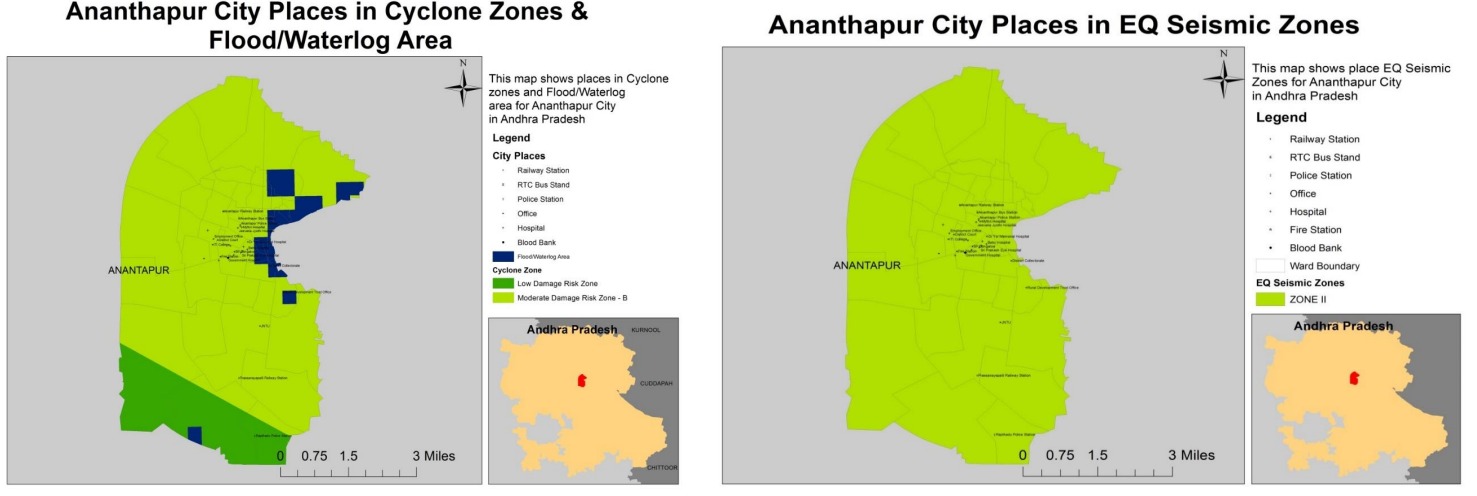 Ananthapur City Places in Cyclone Zones &
Flood/Waterlog Area
N
This map shows places in Cyclone
zones and Flood/Waterlog
area for Ananthapur City
in Andhra Pradesh
Legend
City Places
Railway Station
RTC Bus Stand
Police Station
Office
Hospital
Blood Bank
Flood/Waterlog Area
Cyclone Zone
Low Damage Risk Zone
Moderate Damage Risk Zone - B
ANANTAPUR
JNTU
0 0.75 1.5 3 Miles
Andhra Pradesh
KURNOOL
CUDDAPAH
CHITTOOR
Ananthapur City Places in EQ Seismic Zones
N
This map shows place EQ Seismic
Zones for Ananthapur City
in Andhra Pradesh
Legend
Railway Station
RTC Bus Stand
Police Station
Office
Hospital
Fire Station
Blood Bank
Ward Boundary
EQ Seismic Zones
ZONE II
ANANTAPUR
Rural Development Trust Office
JNTU
0 0.75 1.5 3 Miles
Andhra Pradesh